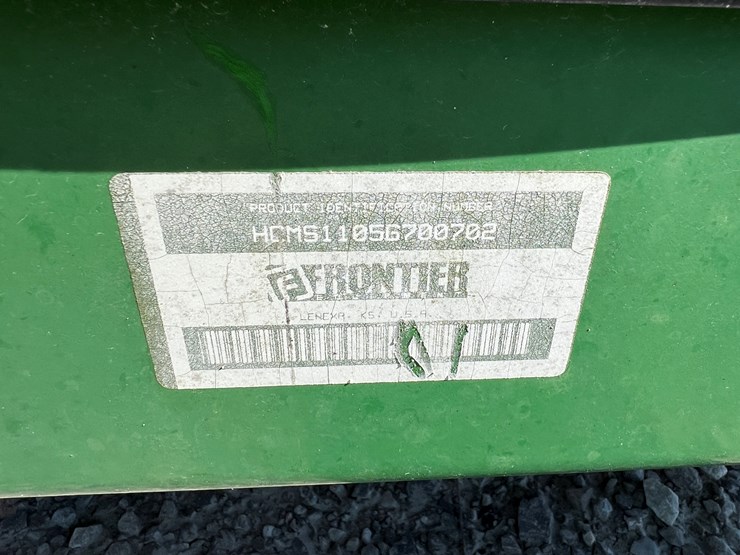 PRODUCT IDENTIFICATION NUMBER
HCMS11056700702
FRONTIER
LENEXA, KS. U.S.A.